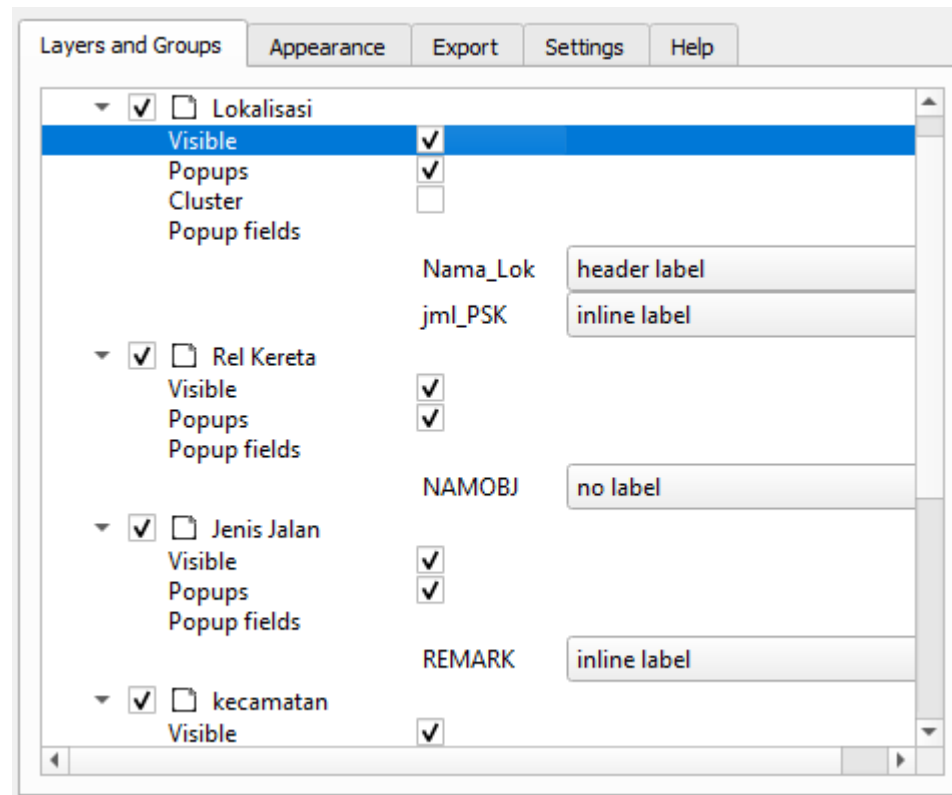 Layers and Groups Appearance Export Settings Help
Lokalisasi
Visible
Popups
Cluster
Popup fields
Nama_Lok header label
jml_PSK inline label
Rel Kereta
Visible
Popups
Popup fields
NAMOBJ no label
Jenis Jalan
Visible
Popups
Popup fields
REMARK inline label
kecamatan
Visible